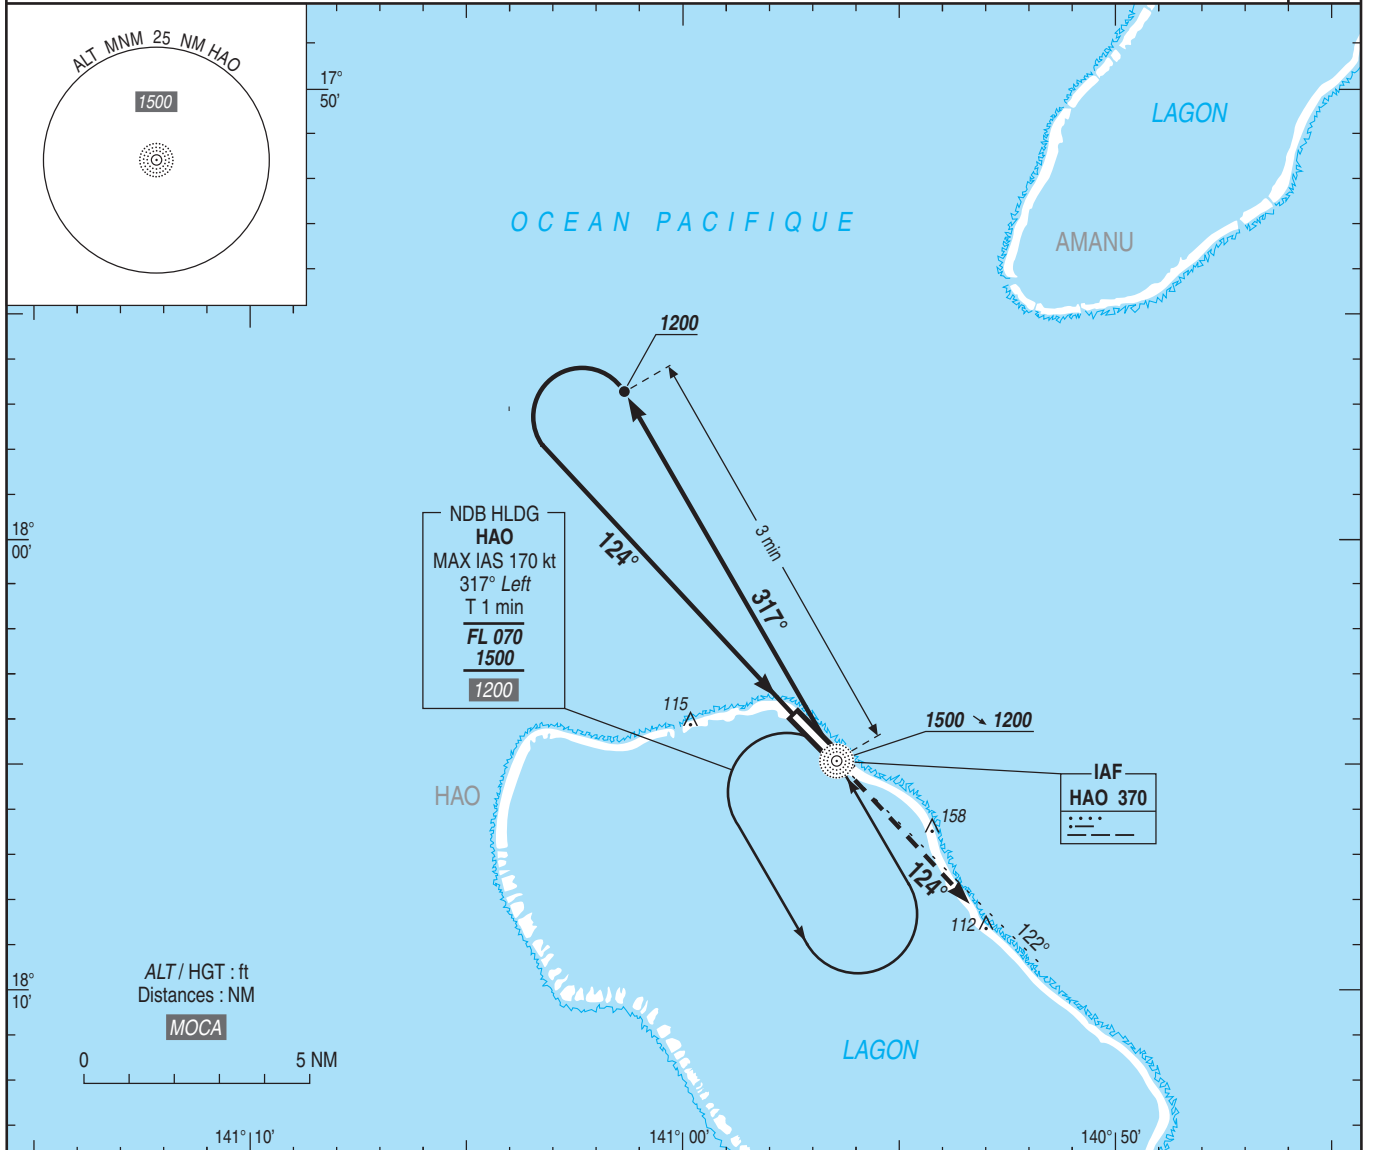 ALT MNM 25 NM HAO
1500
17°
50'
LAGON
OCEAN PACIFIQUE
AMANU
1200
3 min
18°
00'
NDB HLDG
HAO
MAX IAS 170 kt
317° Left
T 1 min
FL 070
1500
1200
124°
317°
115
1500 ↘ 1200
IAF
HAO 370
HAO
158
124°
112
122°
18°
10'
ALT / HGT : ft
Distances : NM
MOCA
0 5 NM
LAGON
141° 10'
141° 00'
140° 50'